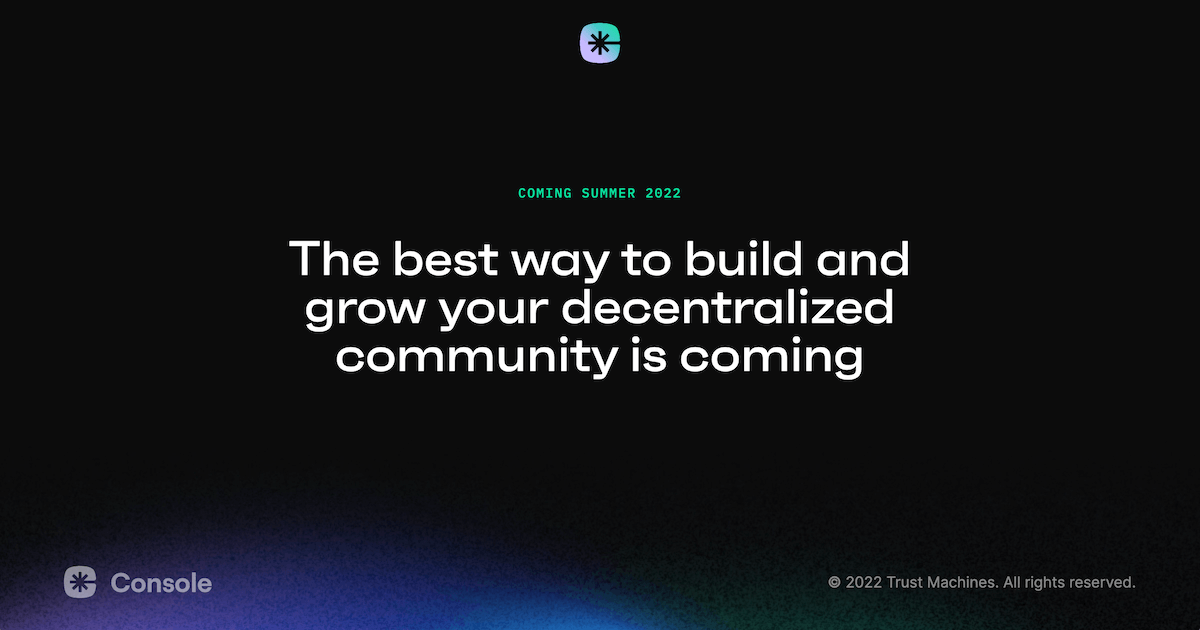 COMING SUMMER 2022
The best way to build and
grow your decentralized
community is coming
Console
© 2022 Trust Machines. All rights reserved.